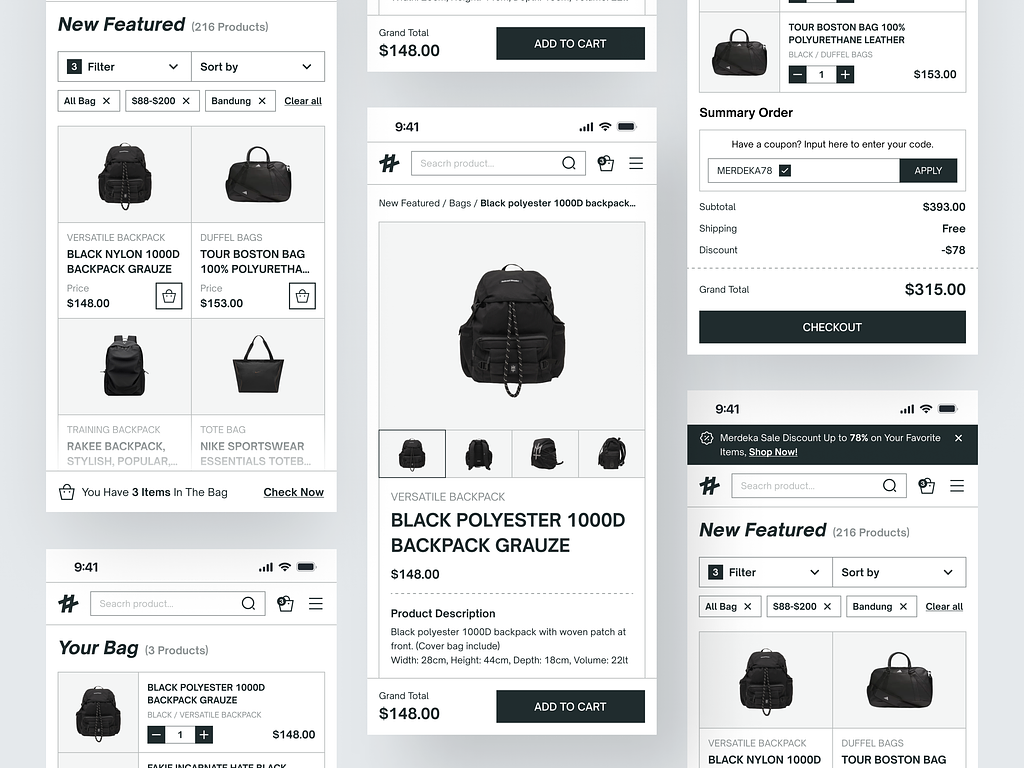 New Featured (216 Products)
3 Filter
Sort by
All Bag
$88-$200
Bandung
Clear all
VERSATILE BACKPACK
BLACK NYLON 1000D
BACKPACK GRAUZE
Price
$148.00
DUFFEL BAGS
TOUR BOSTON BAG
100% POLYURETHA...
Price
$153.00
TRAINING BACKPACK
RAKEE BACKPACK,
STYLISH, POPULAR,...
TOTE BAG
NIKE SPORTSWEAR
ESSENTIALS TOTEB...
You Have 3 Items In The Bag
Check Now
9:41
Seacrh product...
3
Your Bag (3 Products)
BLACK POLYESTER 1000D
BACKPACK GRAUZE
BLACK / VERSATILE BACKPACK
1
$148.00
Grand Total
$148.00
ADD TO CART
9:41
Seacrh product...
3
New Featured / Bags / Black polyester 1000D backpack...
VERSATILE BACKPACK
BLACK POLYESTER 1000D
BACKPACK GRAUZE
$148.00
Product Description
Black polyester 1000D backpack with woven patch at
front. (Cover bag include)
Width: 28cm, Height: 44cm, Depth: 18cm, Volume: 22lt
Grand Total
$148.00
ADD TO CART
TOUR BOSTON BAG 100%
POLYURETHANE LEATHER
BLACK / DUFFEL BAGS
1
$153.00
Summary Order
Have a coupon? Input here to enter your code.
MERDEKA78
APPLY
Subtotal
$393.00
Shipping
Free
Discount
-$78
Grand Total
$315.00
CHECKOUT
9:41
Merdeka Sale Discount Up to 78% on Your Favorite
Items, Shop Now!
Seacrh product...
3
New Featured (216 Products)
3 Filter
Sort by
All Bag
$88-$200
Bandung
Clear all
VERSATILE BACKPACK
BLACK NYLON 1000D
DUFFEL BAGS
TOUR BOSTON BAG